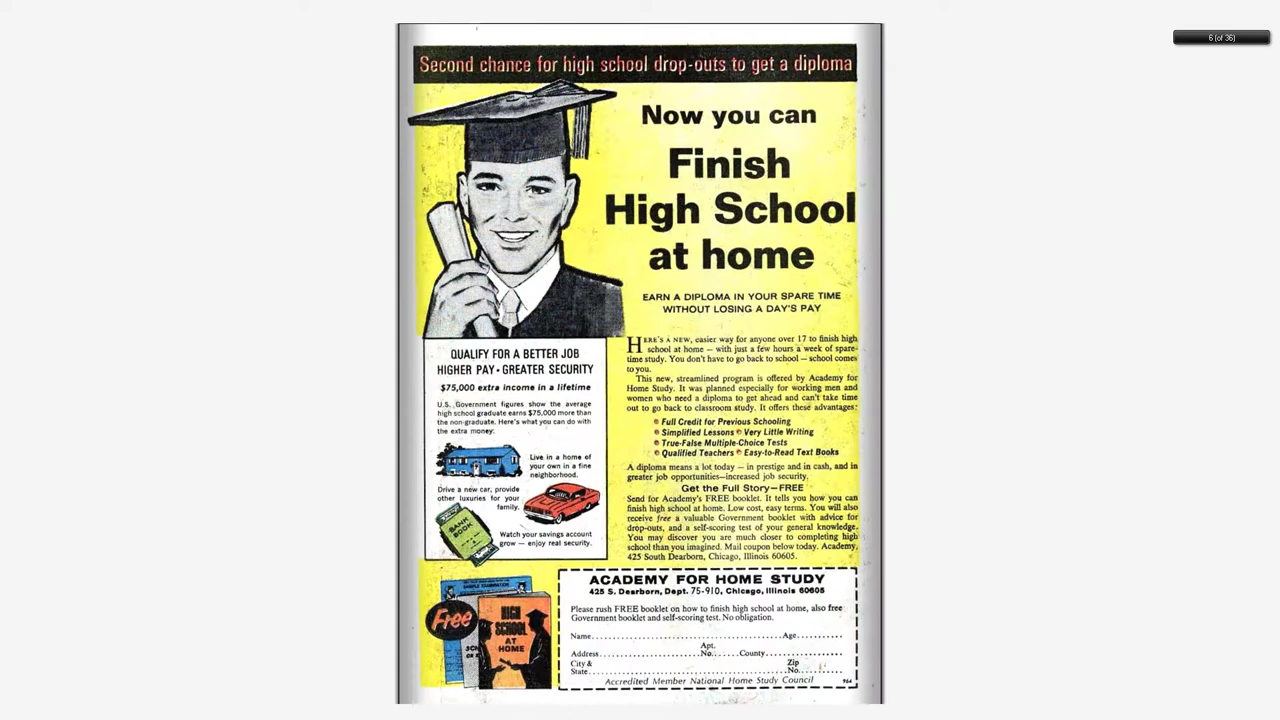 6 (of 36)
Second chance for high school drop-outs to get a diploma
Now you can
Finish
High School
at home
EARN A DIPLOMA IN YOUR SPARE TIME
WITHOUT LOSING A DAY'S PAY
QUALIFY FOR A BETTER JOB
HIGHER PAY • GREATER SECURITY
$75,000 extra income in a lifetime
U.S. Government figures show the average
high school graduate earns $75,000 more than
the non-graduate. Here's what you can do with
the extra money:
Live in a home of
your own in a fine
neighborhood.
Drive a new car, provide
other luxuries for your
family.
BANK
BOOK
Watch your savings account
grow — enjoy real security.
HERE'S A NEW, easier way for anyone over 17 to finish high
school at home — with just a few hours a week of spare-
time study. You don't have to go back to school — school comes
to you.
This new, streamlined program is offered by Academy for
Home Study. It was planned especially for working men and
women who need a diploma to get ahead and can't take time
out to go back to classroom study. It offers these advantages:
• Full Credit for Previous Schooling
• Simplified Lessons • Very Little Writing
• True-False Multiple-Choice Tests
• Qualified Teachers • Easy-to-Read Text Books
A diploma means a lot today — in prestige and in cash, and in
greater job opportunities—increased job security.
Get the Full Story—FREE
Send for Academy's FREE booklet. It tells you how you can
finish high school at home. Low cost, easy terms. You will also
receive free a valuable Government booklet with advice for
drop-outs, and a self-scoring test of your general knowledge.
You may discover you are much closer to completing high
school than you imagined. Mail coupon below today. Academy,
425 South Dearborn, Chicago, Illinois 60605.
SAMPLE EXAMINATION
Free
HIGH
SCHOOL
AT
HOME
ACADEMY FOR HOME STUDY
425 S. Dearborn, Dept. 75-910, Chicago, Illinois 60605
Please rush FREE booklet on how to finish high school at home, also free
Government booklet and self-scoring test. No obligation.
Name Age
Address Apt. No. County
City & State Zip No.
Accredited Member National Home Study Council 964